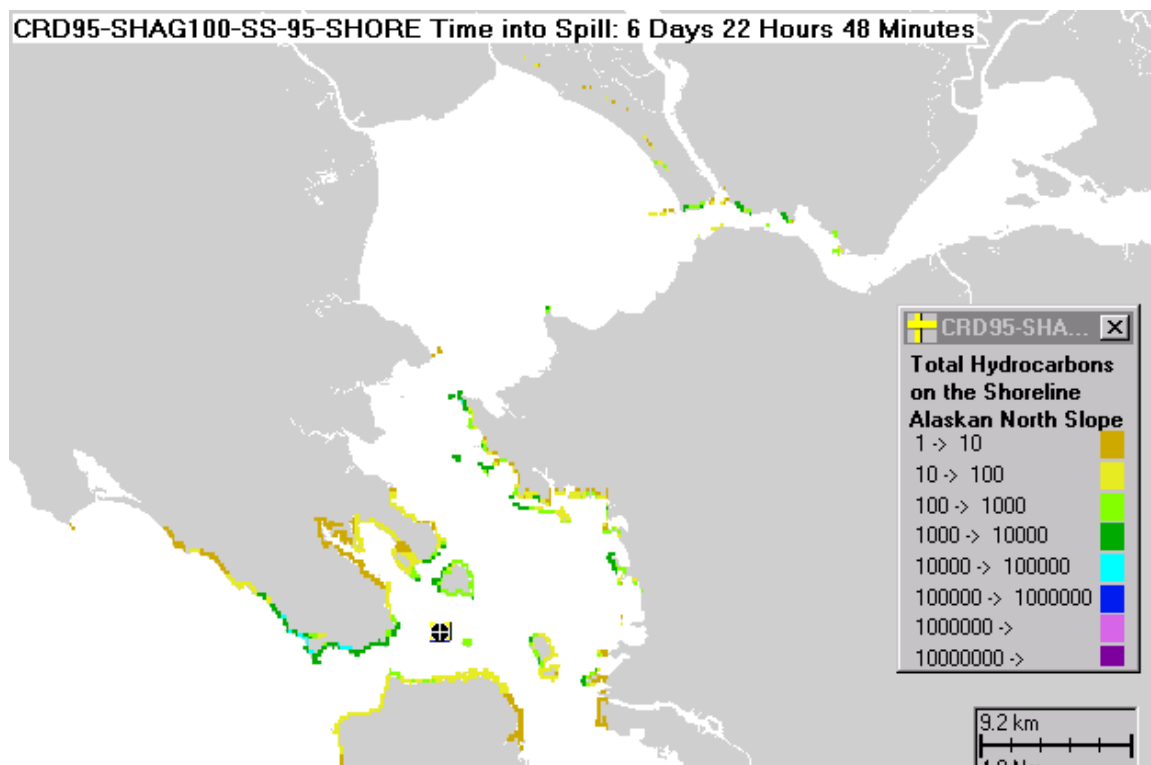 CRD95-SHAG100-SS-95-SHORE Time into Spill: 6 Days 22 Hours 48 Minutes
CRD95-SHA...
Total Hydrocarbons
on the Shoreline
Alaskan North Slope
1 -> 10
10 -> 100
100 -> 1000
1000 -> 10000
10000 -> 100000
100000 -> 1000000
1000000 ->
10000000 ->
9.2 km